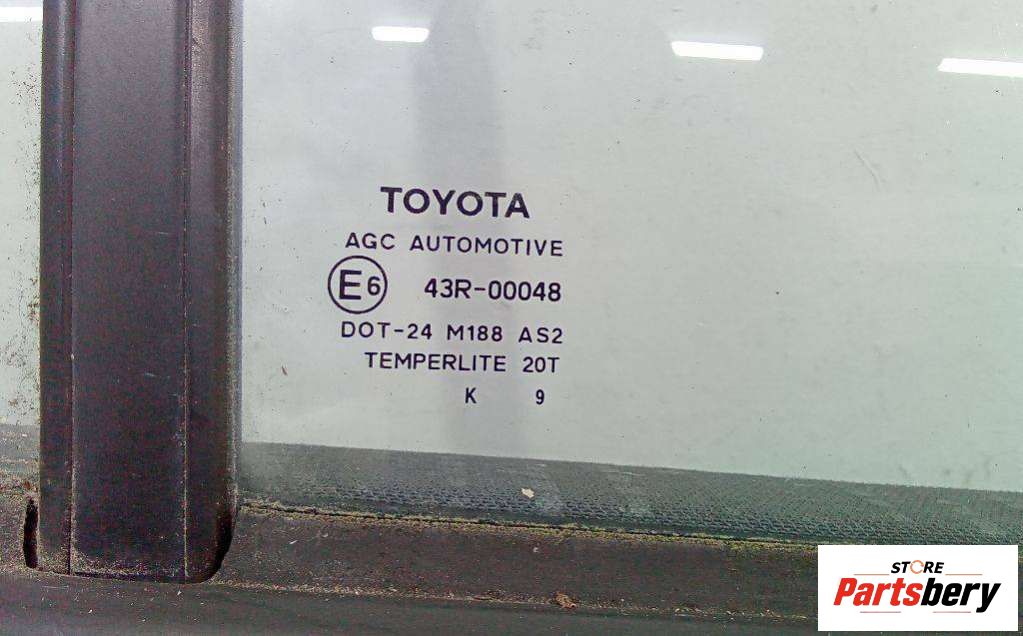 TOYOTA
AGC AUTOMOTIVE
E6 43R-00048
DOT-24 M188 AS2
TEMPERLITE 20T
K 9
STORE
Partsbery